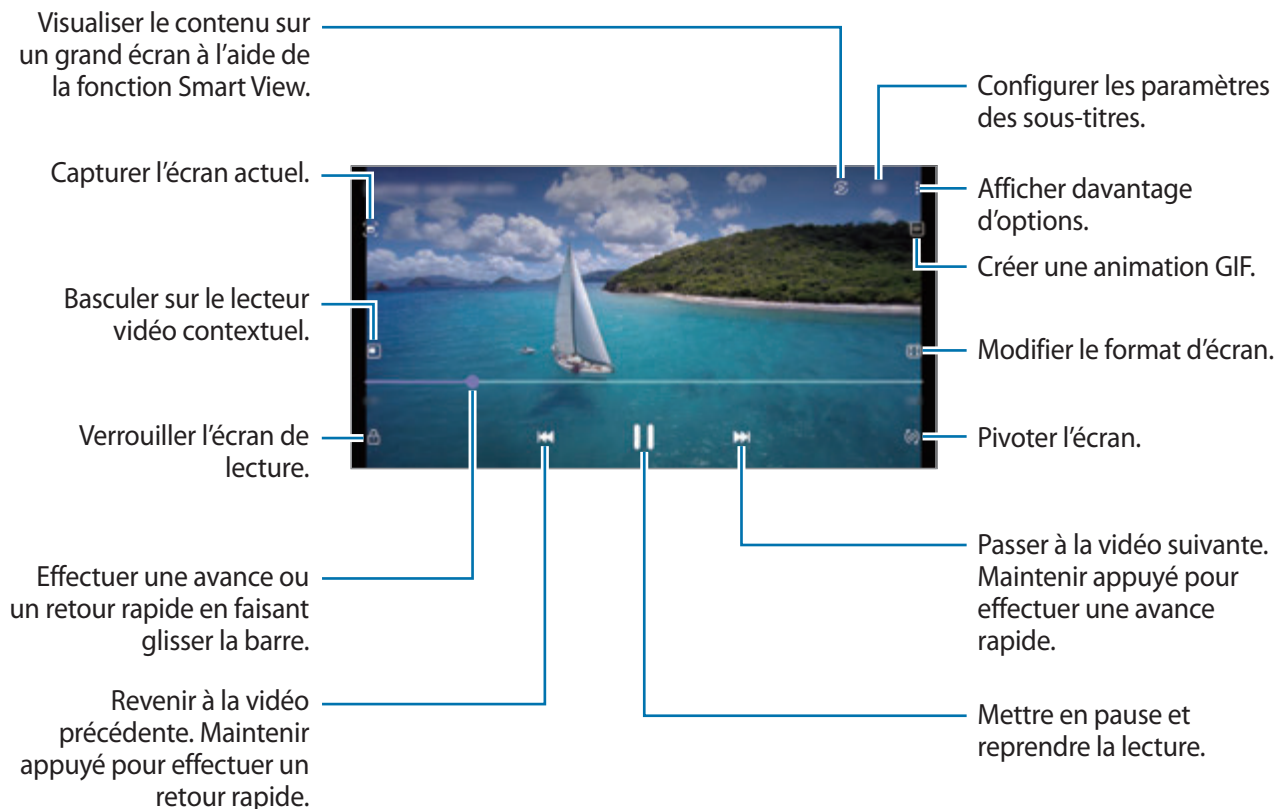 Visualiser le contenu sur
un grand écran à l'aide de
la fonction Smart View.
Capturer l'écran actuel.
Basculer sur le lecteur
vidéo contextuel.
Verrouiller l'écran de
lecture.
Effectuer une avance ou
un retour rapide en faisant
glisser la barre.
Revenir à la vidéo
précédente. Maintenir
appuyé pour effectuer un
retour rapide.
Configurer les paramètres
des sous-titres.
Afficher davantage
d'options.
Créer une animation GIF.
Modifier le format d'écran.
Pivoter l'écran.
Passer à la vidéo suivante.
Maintenir appuyé pour
effectuer une avance
rapide.
Mettre en pause et
reprendre la lecture.